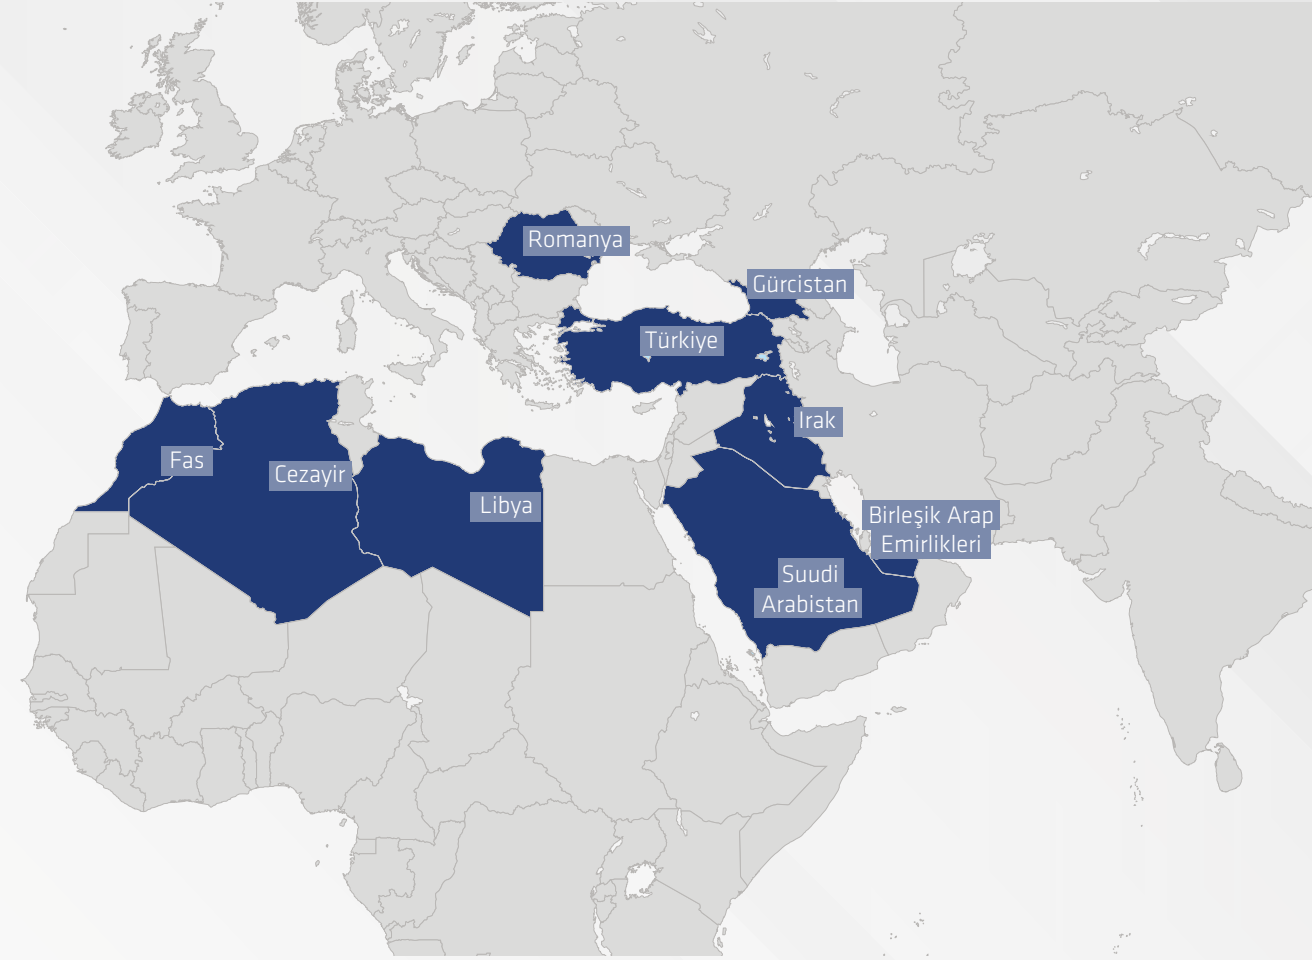 Romanya
Gürcistan
Türkiye
Irak
Fas
Cezayir
Libya
Birleşik Arap
Emirlikleri
Suudi
Arabistan